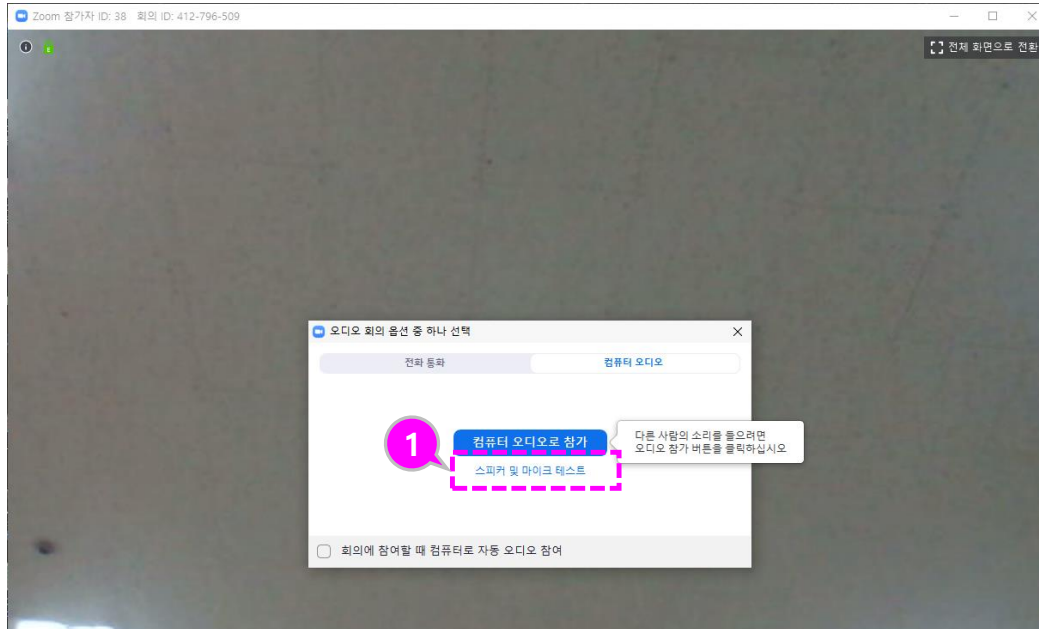 Zoom 참가자 ID: 38 회의 ID: 412-796-509
전체 화면으로 전환
오디오 회의 옵션 중 하나 선택
전화 통화
컴퓨터 오디오
1
컴퓨터 오디오로 참가
다른 사람의 소리를 들으려면
오디오 참가 버튼을 클릭하십시오
스피커 및 마이크 테스트
회의에 참여할 때 컴퓨터로 자동 오디오 참여